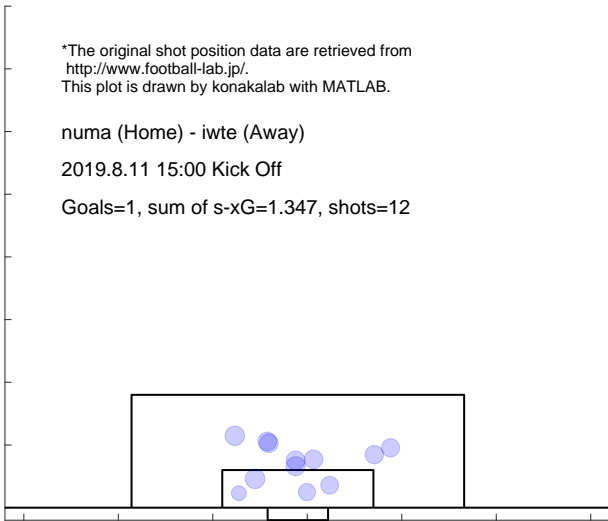 *The original shot position data are retrieved from
http://www.football-lab.jp/.
This plot is drawn by konakalab with MATLAB.
numa (Home) - iwte (Away)
2019.8.11 15:00 Kick Off
Goals=1, sum of s-xG=1.347, shots=12